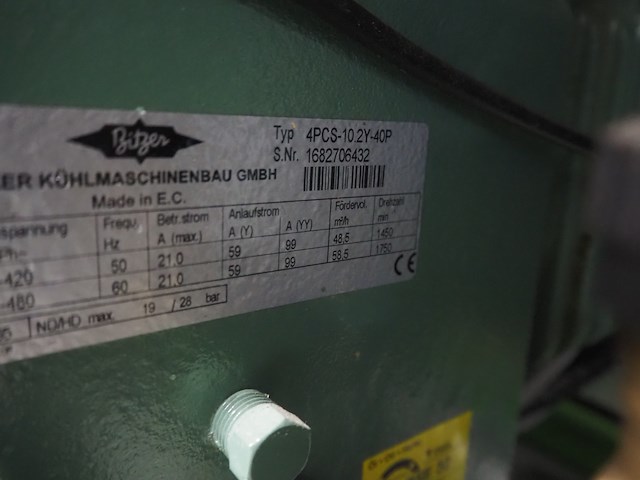 Bitzer
Typ 4PCS-10.2Y-40P
S.Nr. 1682706432
ER KÜHLMASCHINENBAU GMBH
Made in E.C.
spannung Frequ. Betr.strom Anlaufstrom Fördervol. Drehzahl
Ph~ Hz A (max.) A (Y) A (YY) m³/h min
-420 50 21.0 59 99 48,5 1450
-480 60 21.0 59 99 58,5 1750
ND/HD max. 19 / 28 bar
CE